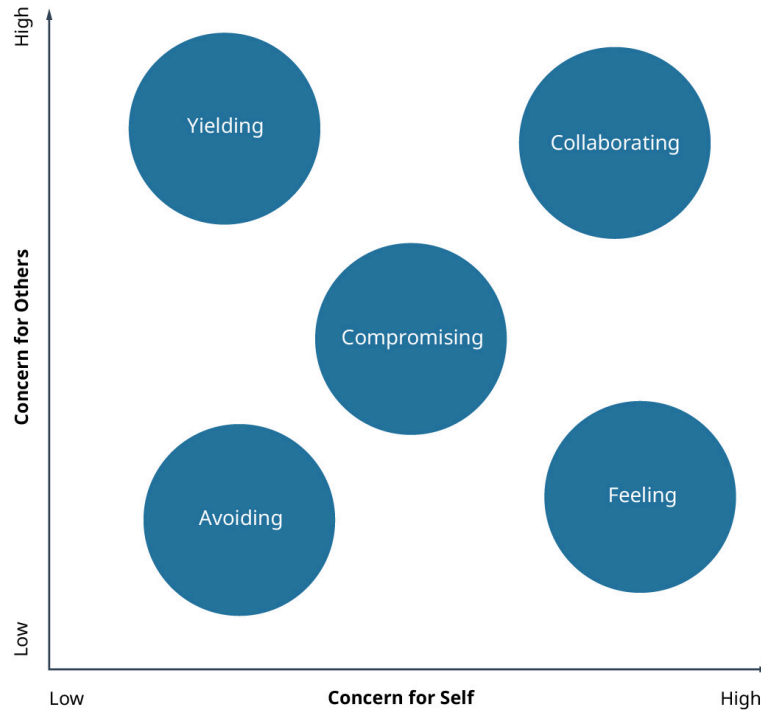 High
Yielding
Collaborating
Concern for Others
Compromising
Feeling
Avoiding
Low
Low
Concern for Self
High